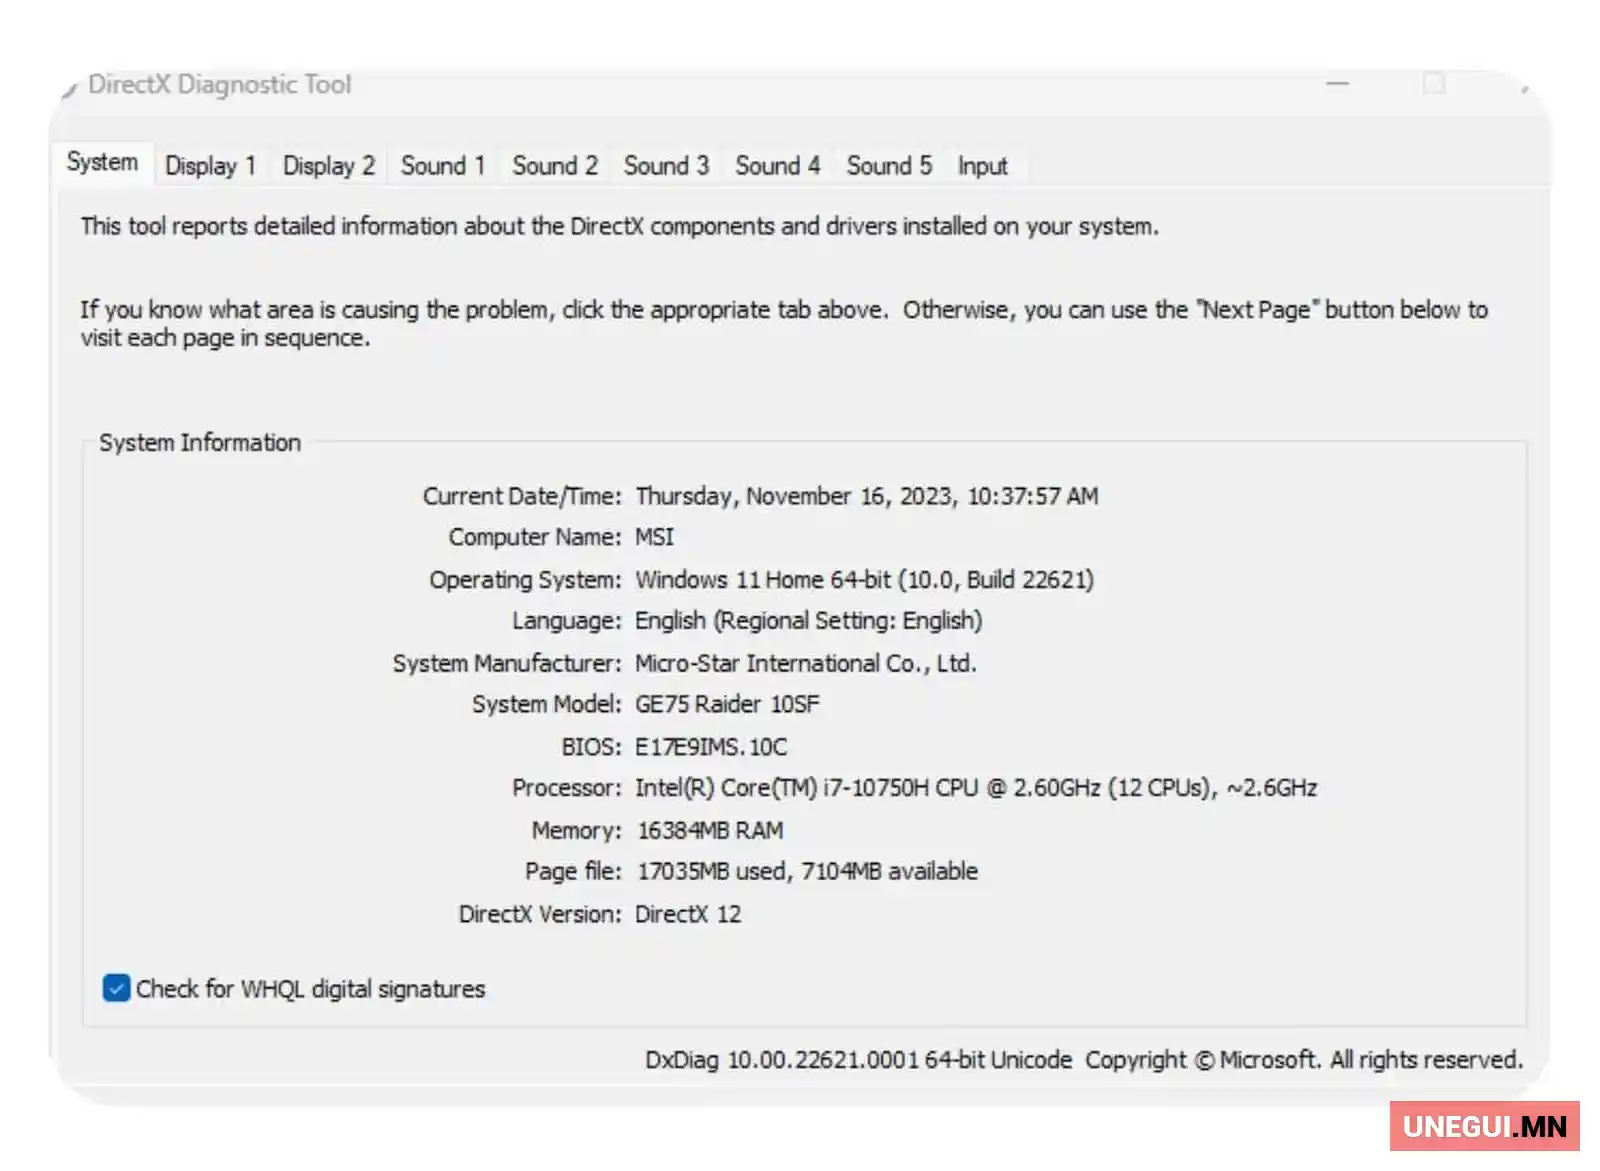 DirectX Diagnostic Tool
System Display 1 Display 2 Sound 1 Sound 2 Sound 3 Sound 4 Sound 5 Input
This tool reports detailed information about the DirectX components and drivers installed on your system.
If you know what area is causing the problem, click the appropriate tab above.  Otherwise, you can use the "Next Page" button below to
visit each page in sequence.
System Information
Current Date/Time: Thursday, November 16, 2023, 10:37:57 AM
Computer Name: MSI
Operating System: Windows 11 Home 64-bit (10.0, Build 22621)
Language: English (Regional Setting: English)
System Manufacturer: Micro-Star International Co., Ltd.
System Model: GE75 Raider 10SF
BIOS: E17E9IMS.10C
Processor: Intel(R) Core(TM) i7-10750H CPU @ 2.60GHz (12 CPUs), ~2.6GHz
Memory: 16384MB RAM
Page file: 17035MB used, 7104MB available
DirectX Version: DirectX 12
Check for WHQL digital signatures
DxDiag 10.00.22621.0001 64-bit Unicode  Copyright © Microsoft. All rights reserved.
UNEGUI.MN